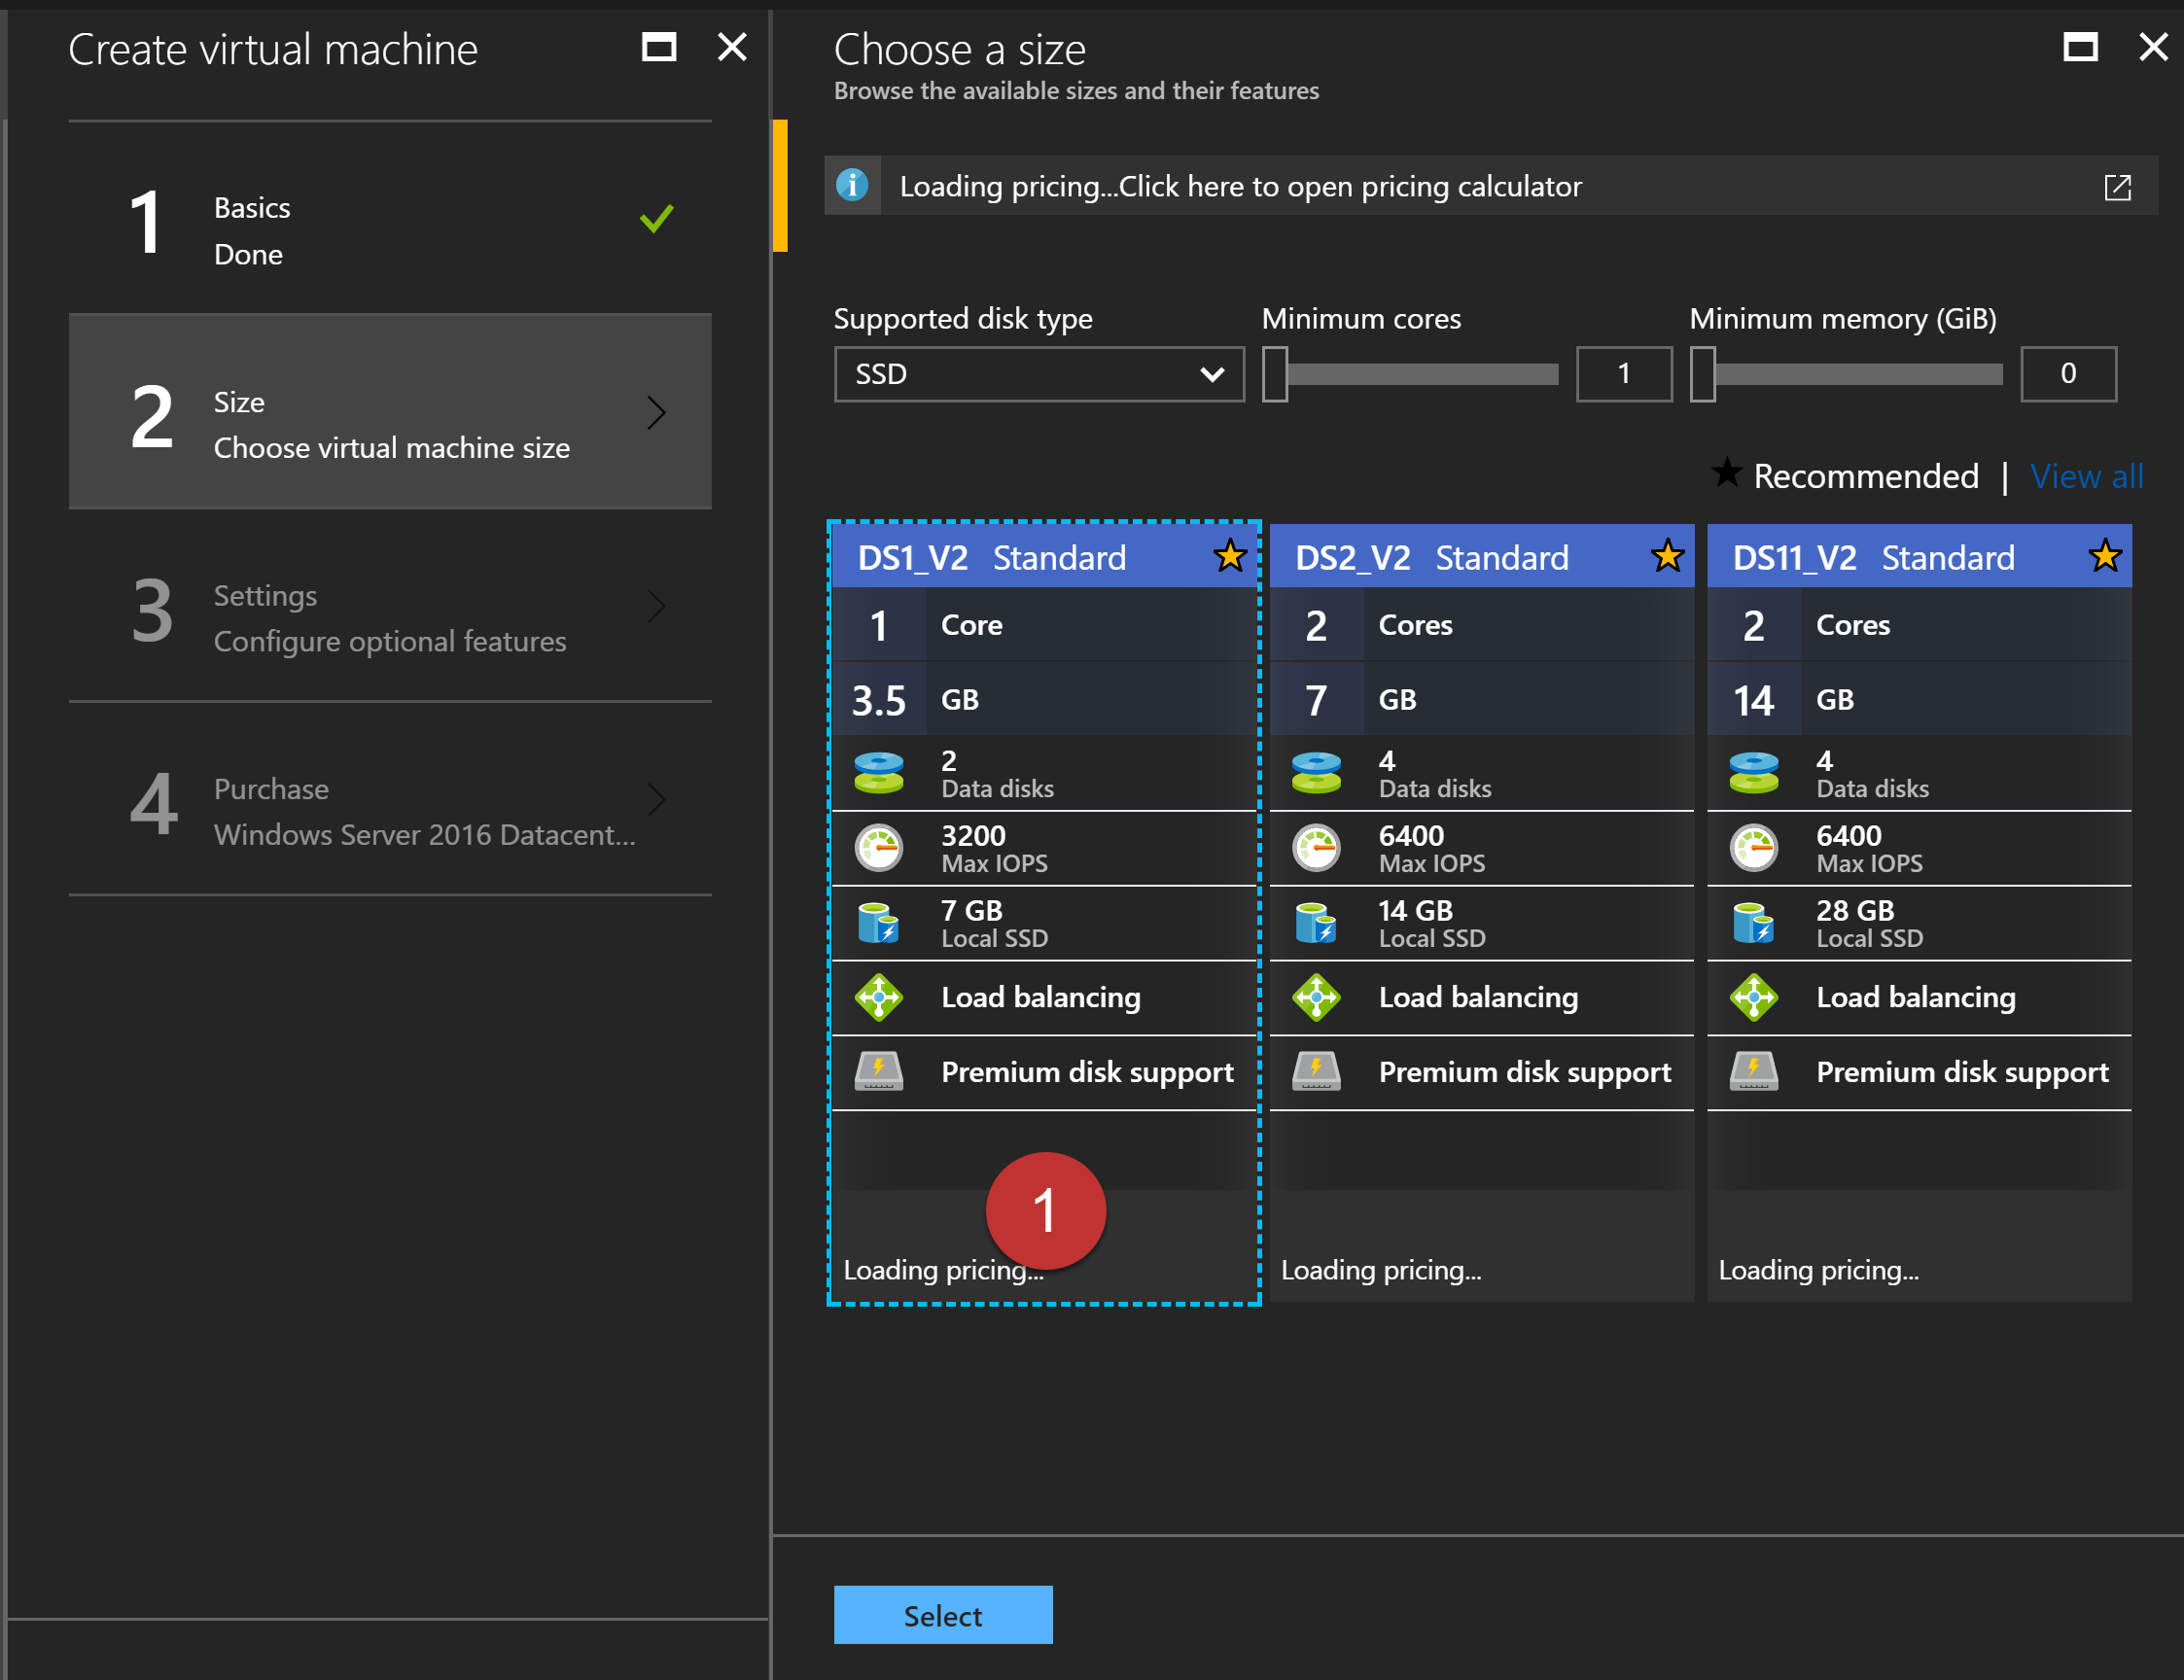 Create virtual machine
1
Basics
Done
2
Size
Choose virtual machine size
3
Settings
Configure optional features
4
Purchase
Windows Server 2016 Datacent...
Choose a size
Browse the available sizes and their features
Loading pricing...Click here to open pricing calculator
Supported disk type
SSD
Minimum cores
1
Minimum memory (GiB)
0
★ Recommended | View all
DS1_V2 Standard
1 Core
3.5 GB
2
Data disks
3200
Max IOPS
7 GB
Local SSD
Load balancing
Premium disk support
1
Loading pricing...
DS2_V2 Standard
2 Cores
7 GB
4
Data disks
6400
Max IOPS
14 GB
Local SSD
Load balancing
Premium disk support
Loading pricing...
DS11_V2 Standard
2 Cores
14 GB
4
Data disks
6400
Max IOPS
28 GB
Local SSD
Load balancing
Premium disk support
Loading pricing...
Select